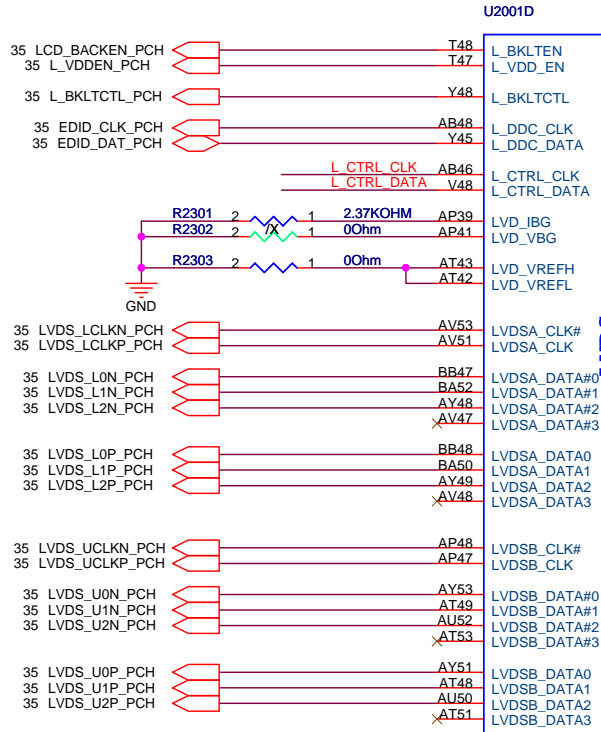 U2001D
35 LCD_BACKEN_PCH T48 L_BKLTEN
35 L_VDDEN_PCH T47 L_VDD_EN
35 L_BKLTCTL_PCH Y48 L_BKLTCTL
35 EDID_CLK_PCH AB48 L_DDC_CLK
35 EDID_DAT_PCH Y45 L_DDC_DATA
L_CTRL_CLK AB46 L_CTRL_CLK
L_CTRL_DATA V48 L_CTRL_DATA
R2301 2 1 2.37KOHM AP39 LVD_IBG
R2302 2 /X 1 0Ohm AP41 LVD_VBG
R2303 2 1 0Ohm AT43 LVD_VREFH
AT42 LVD_VREFL
GND
35 LVDS_LCLKN_PCH AV53 LVDSA_CLK#
35 LVDS_LCLKP_PCH AV51 LVDSA_CLK
35 LVDS_L0N_PCH BB47 LVDSA_DATA#0
35 LVDS_L1N_PCH BA52 LVDSA_DATA#1
35 LVDS_L2N_PCH AY48 LVDSA_DATA#2
AV47 LVDSA_DATA#3
35 LVDS_L0P_PCH BB48 LVDSA_DATA0
35 LVDS_L1P_PCH BA50 LVDSA_DATA1
35 LVDS_L2P_PCH AY49 LVDSA_DATA2
AV48 LVDSA_DATA3
35 LVDS_UCLKN_PCH AP48 LVDSB_CLK#
35 LVDS_UCLKP_PCH AP47 LVDSB_CLK
35 LVDS_U0N_PCH AY53 LVDSB_DATA#0
35 LVDS_U1N_PCH AT49 LVDSB_DATA#1
35 LVDS_U2N_PCH AU52 LVDSB_DATA#2
AT53 LVDSB_DATA#3
35 LVDS_U0P_PCH AY51 LVDSB_DATA0
35 LVDS_U1P_PCH AT48 LVDSB_DATA1
35 LVDS_U2P_PCH AU50 LVDSB_DATA2
AT51 LVDSB_DATA3